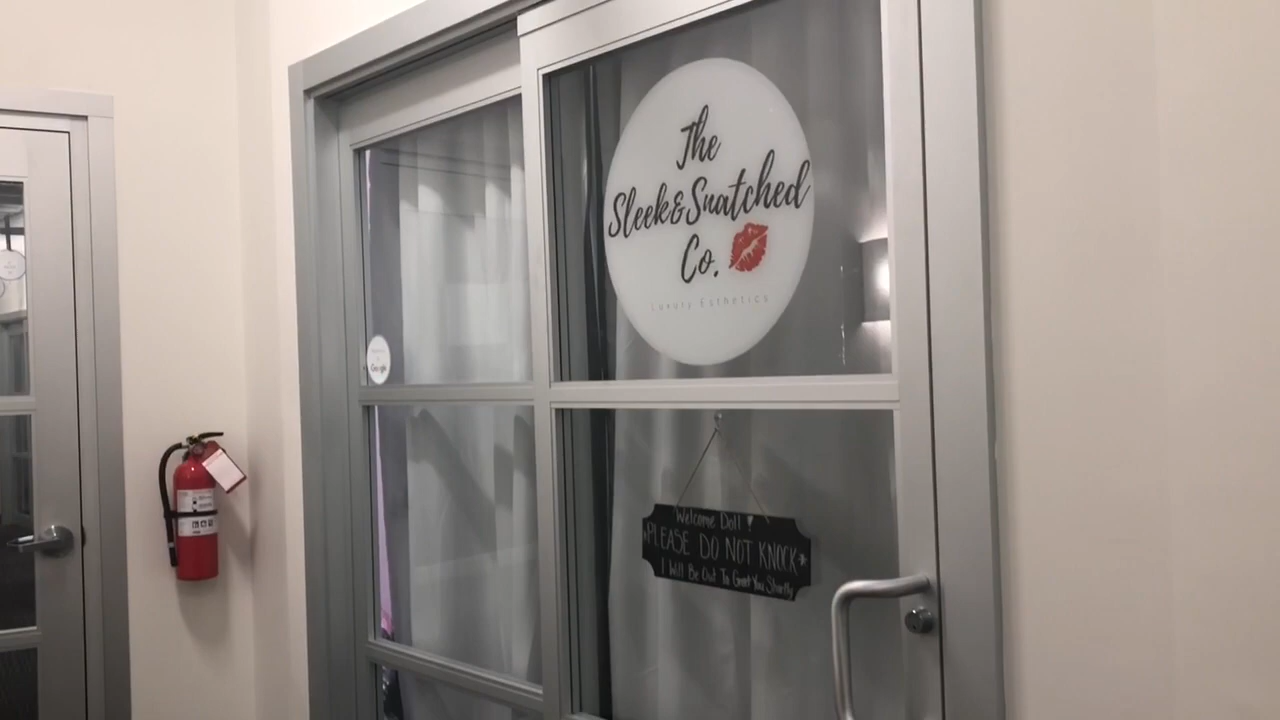 The
Sleek&Snatched
Co.
Luxury Esthetics
Google
Welcome Doll!
*PLEASE DO NOT KNOCK*
I Will Be Out To Greet You Shortly